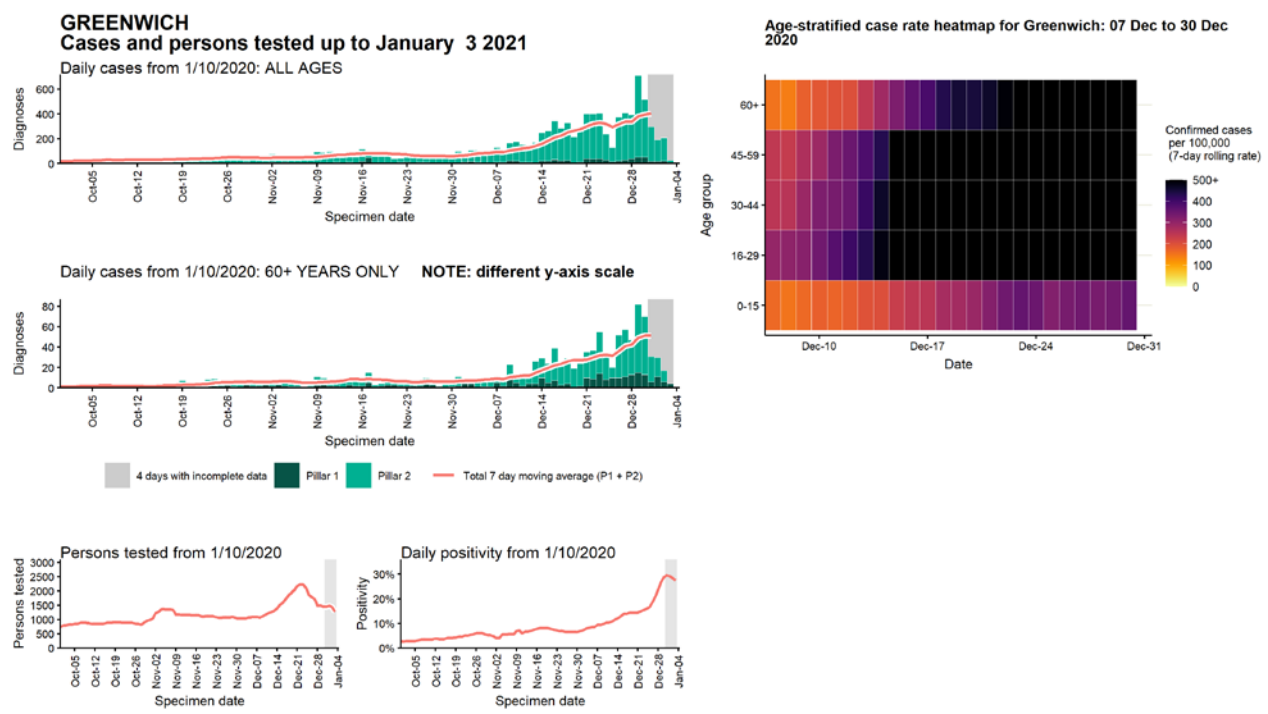 GREENWICH
Cases and persons tested up to January 3 2021
Daily cases from 1/10/2020: ALL AGES
Diagnoses
600
400
200
0
Oct-05
Oct-12
Oct-19
Oct-26
Nov-02
Nov-09
Nov-16
Nov-23
Nov-30
Dec-07
Dec-14
Dec-21
Dec-28
Jan-04
Specimen date
Daily cases from 1/10/2020: 60+ YEARS ONLY NOTE: different y-axis scale
Diagnoses
80
60
40
20
0
Oct-05
Oct-12
Oct-19
Oct-26
Nov-02
Nov-09
Nov-16
Nov-23
Nov-30
Dec-07
Dec-14
Dec-21
Dec-28
Jan-04
Specimen date
4 days with incomplete data Pillar 1 Pillar 2 Total 7 day moving average (P1 + P2)
Persons tested from 1/10/2020
Persons tested
3000
2500
2000
1500
1000
500
0
Oct-05
Oct-12
Oct-19
Oct-26
Nov-02
Nov-09
Nov-16
Nov-23
Nov-30
Dec-07
Dec-14
Dec-21
Dec-28
Jan-04
Specimen date
Daily positivity from 1/10/2020
Positivity
30%
20%
10%
0%
Oct-05
Oct-12
Oct-19
Oct-26
Nov-02
Nov-09
Nov-16
Nov-23
Nov-30
Dec-07
Dec-14
Dec-21
Dec-28
Jan-04
Specimen date
Age-stratified case rate heatmap for Greenwich: 07 Dec to 30 Dec
2020
Age group
60+
45-59
30-44
16-29
0-15
Dec-10
Dec-17
Dec-24
Dec-31
Date
Confirmed cases
per 100,000
(7-day rolling rate)
500+
400
300
200
100
0